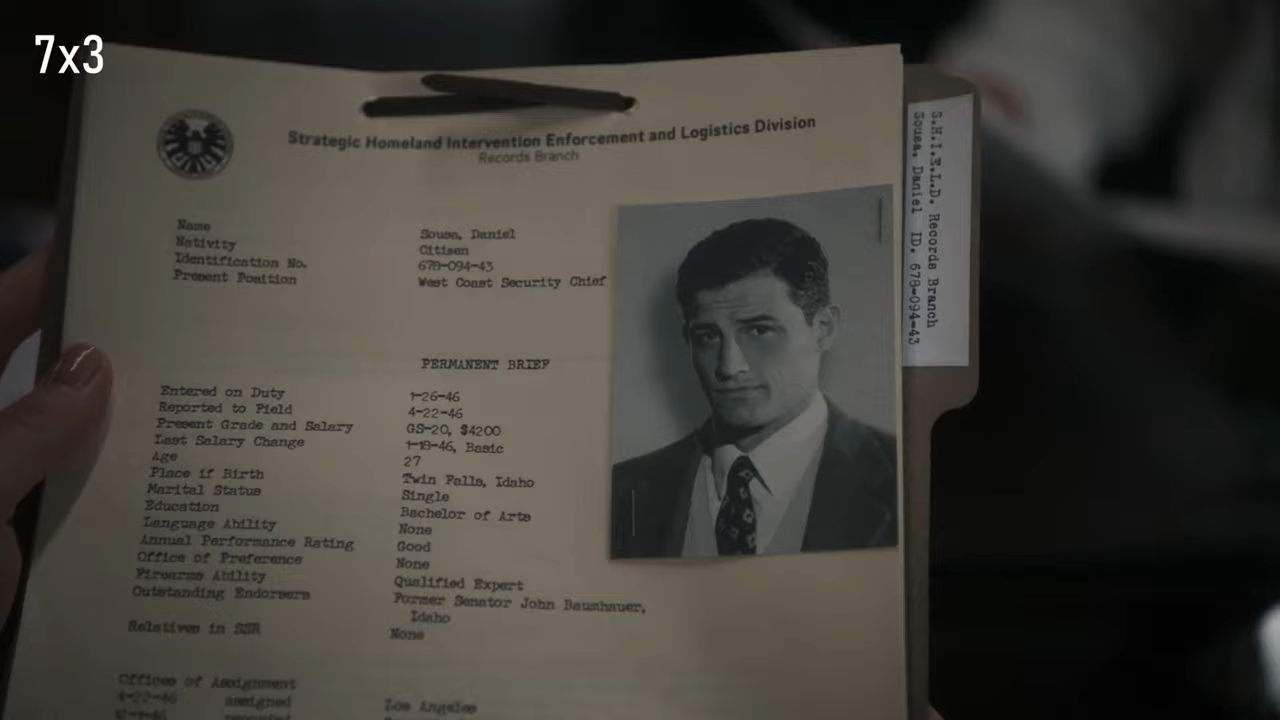 7x3
Strategic Homeland Intervention Enforcement and Logistics Division
Records Branch
S.H.I.E.L.D. Records Branch
Sousa, Daniel ID. 678-094-43
Name Sousa, Daniel
Nativity Citizen
Identification No. 678-094-43
Present Position West Coast Security Chief
PERMANENT BRIEF
Entered on Duty 1-26-46
Reported to Field 4-22-46
Present Grade and Salary GS-20, $4200
Last Salary Change 1-18-46, Basic
Age 27
Place if Birth Twin Falls, Idaho
Marital Status Single
Education Bachelor of Arts
Language Ability None
Annual Performance Rating Good
Office of Preference None
Firearms Ability Qualified Expert
Outstanding Endorsers Former Senator John Baumhauer,
Idaho
Relatives in SSR None
Offices of Assignment
4-22-46 assigned Los Angeles